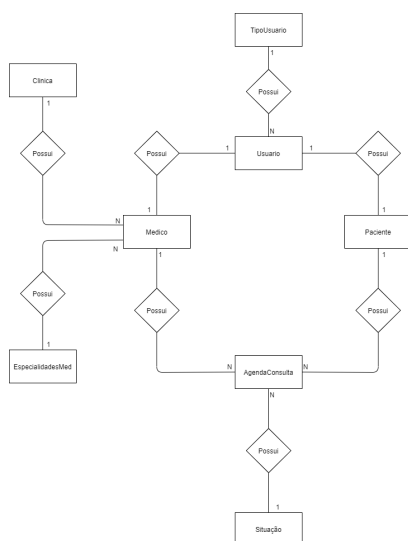 TipoUsuario
1
Clinica
Possui
1
N
Possui
Possui
1
Usuario
1
Possui
1
1
N
Medico
Paciente
N
1
1
Possui
Possui
Possui
1
EspecialidadesMed
N
AgendaConsulta
N
N
Possui
1
Situação